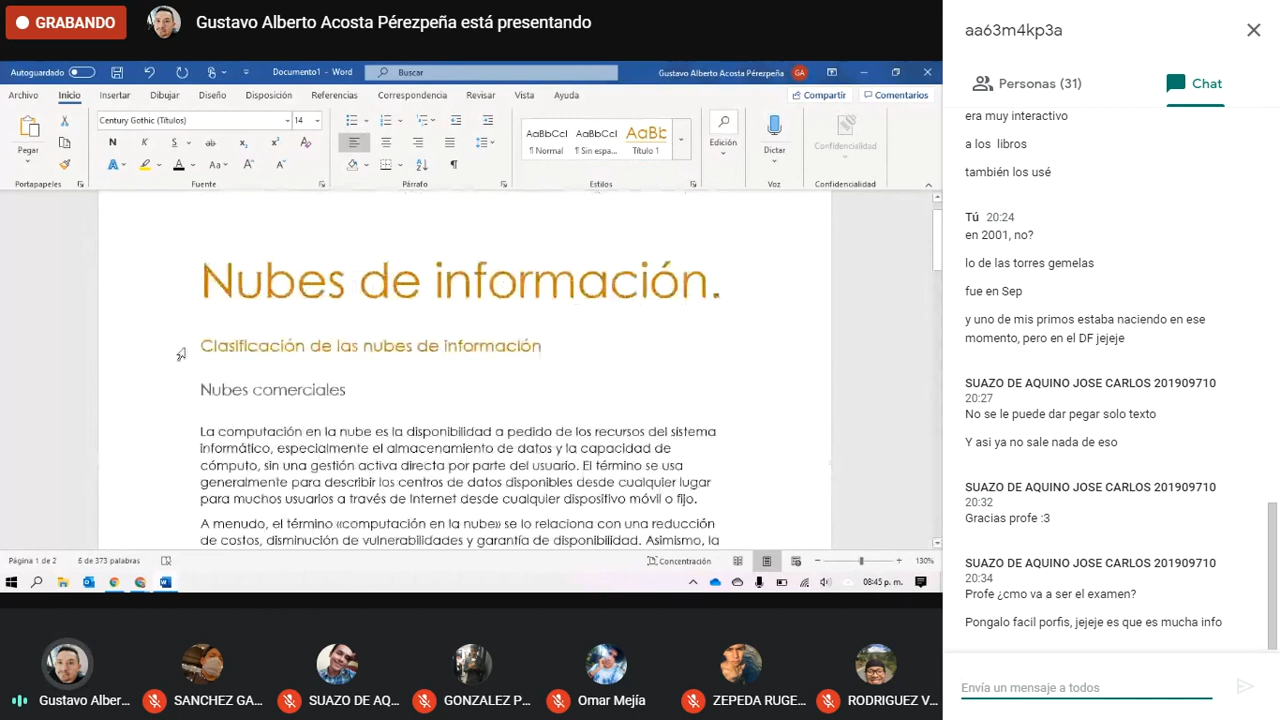 GRABANDO
Gustavo Alberto Acosta Pérezpeña está presentando
Autoguardado
Documento1 - Word
Buscar
Gustavo Alberto Acosta Pérezpeña
GA
Archivo Inicio Insertar Dibujar Diseño Disposición Referencias Correspondencia Revisar Vista Ayuda
Compartir
Comentarios
Century Gothic (Títulos)
14
Pegar
N K S ab x₂ x²
A A Aa A A
AaBbCcI AaBbCcI AaBb
¶ Normal ¶ Sin espa... Título 1
Edición
Dictar
Confidencialidad
Portapapeles Fuente Párrafo Estilos Voz Confidencialidad
Nubes de información.
Clasificación de las nubes de información
Nubes comerciales
La computación en la nube es la disponibilidad a pedido de los recursos del sistema
informático, especialmente el almacenamiento de datos y la capacidad de
cómputo, sin una gestión activa directa por parte del usuario. El término se usa
generalmente para describir los centros de datos disponibles desde cualquier lugar
para muchos usuarios a través de Internet desde cualquier dispositivo móvil o fijo.
A menudo, el término «computación en la nube» se lo relaciona con una reducción
de costos, disminución de vulnerabilidades y garantía de disponibilidad. Asimismo, la
Página 1 de 2
6 de 373 palabras
Concentración
130%
08:45 p. m.
Gustavo Alber...
SANCHEZ GA...
SUAZO DE AQ...
GONZALEZ P...
Omar Mejía
ZEPEDA RUGE...
RODRIGUEZ V...
aa63m4kp3a
Personas (31)
Chat
era muy interactivo
a los libros
también los usé
Tú 20:24
en 2001, no?
lo de las torres gemelas
fue en Sep
y uno de mis primos estaba naciendo en ese
momento, pero en el DF jejeje
SUAZO DE AQUINO JOSE CARLOS 201909710
20:27
No se le puede dar pegar solo texto
Y asi ya no sale nada de eso
SUAZO DE AQUINO JOSE CARLOS 201909710
20:32
Gracias profe :3
SUAZO DE AQUINO JOSE CARLOS 201909710
20:34
Profe ¿cmo va a ser el examen?
Pongalo facil porfis, jejeje es que es mucha info
Envía un mensaje a todos